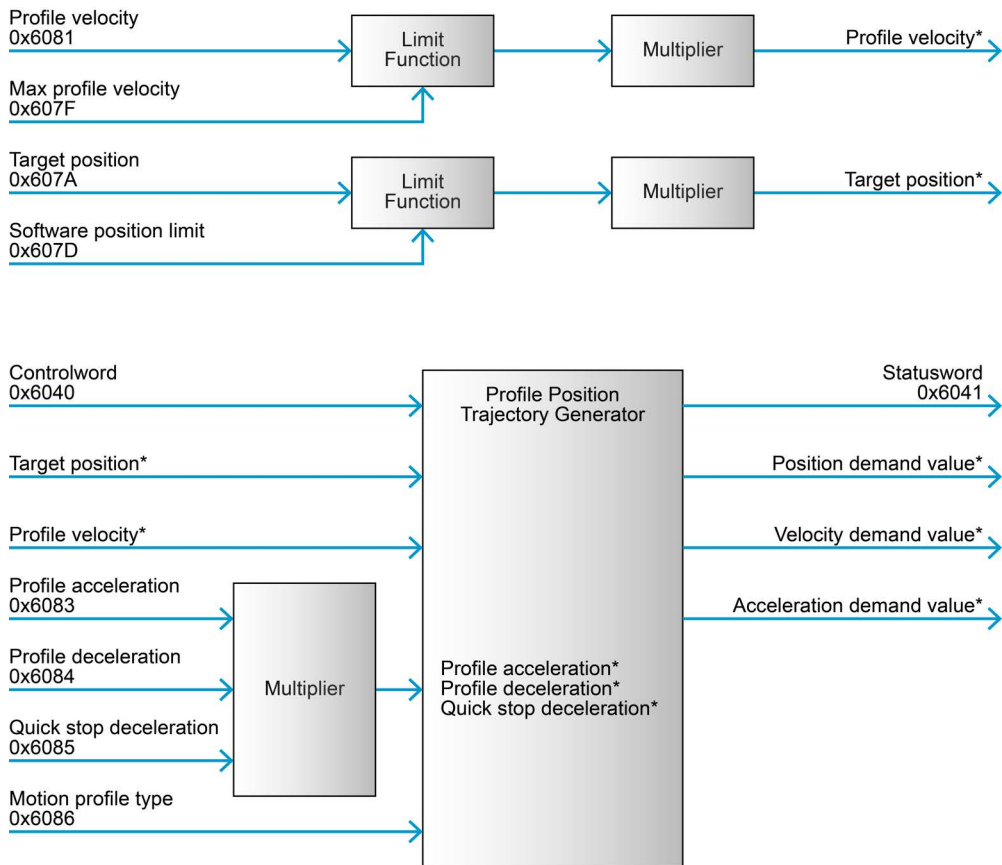 Profile velocity
0x6081
Limit
Function
Multiplier
Profile velocity*
Max profile velocity
0x607F
Target position
0x607A
Limit
Function
Multiplier
Target position*
Software position limit
0x607D
Controlword
0x6040
Profile Position
Trajectory Generator
Statusword
0x6041
Target position*
Position demand value*
Profile velocity*
Velocity demand value*
Profile acceleration
0x6083
Acceleration demand value*
Profile deceleration
0x6084
Multiplier
Profile acceleration*
Profile deceleration*
Quick stop deceleration*
Quick stop deceleration
0x6085
Motion profile type
0x6086